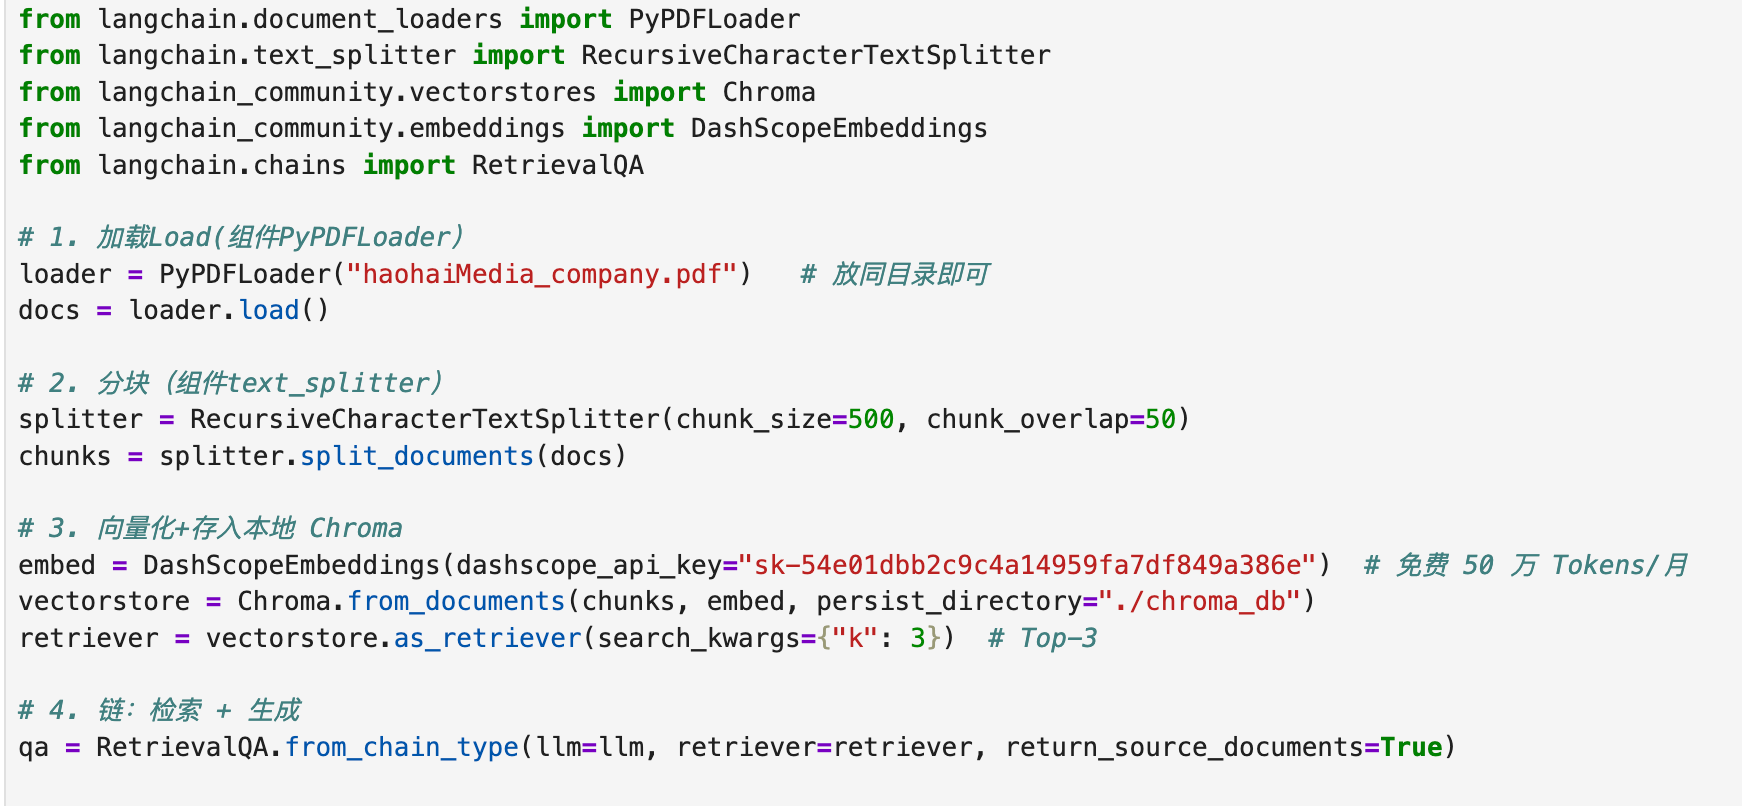 from langchain.document_loaders import PyPDFLoader
from langchain.text_splitter import RecursiveCharacterTextSplitter
from langchain_community.vectorstores import Chroma
from langchain_community.embeddings import DashScopeEmbeddings
from langchain.chains import RetrievalQA

# 1. 加载Load(组件PyPDFLoader）
loader = PyPDFLoader("haohaiMedia_company.pdf")   # 放同目录即可
docs = loader.load()

# 2. 分块（组件text_splitter）
splitter = RecursiveCharacterTextSplitter(chunk_size=500, chunk_overlap=50)
chunks = splitter.split_documents(docs)

# 3. 向量化+存入本地 Chroma
embed = DashScopeEmbeddings(dashscope_api_key="sk-54e01dbb2c9c4a14959fa7df849a386e")  # 免费 50 万 Tokens/月
vectorstore = Chroma.from_documents(chunks, embed, persist_directory="./chroma_db")
retriever = vectorstore.as_retriever(search_kwargs={"k": 3})  # Top-3

# 4. 链：检索 + 生成
qa = RetrievalQA.from_chain_type(llm=llm, retriever=retriever, return_source_documents=True)